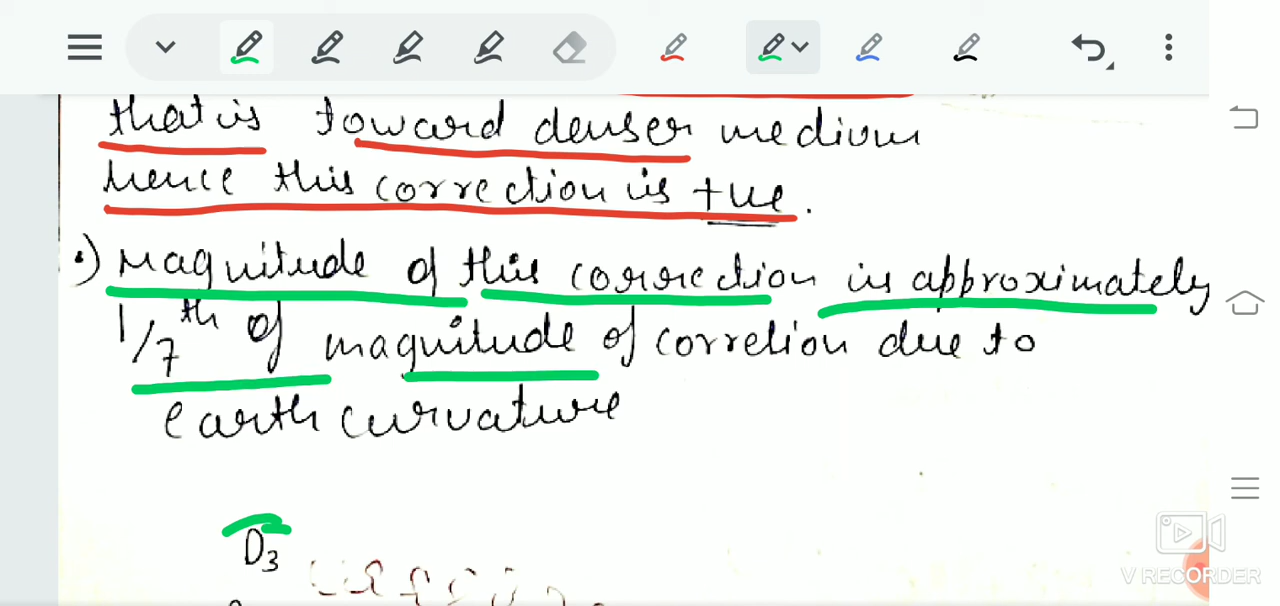 that is toward denser medium
hence this correction is +ve.
•) Magnitude of this correction is approximately
1/7th of magnitude of corretion due to
earth curvature
D3
V RECORDER